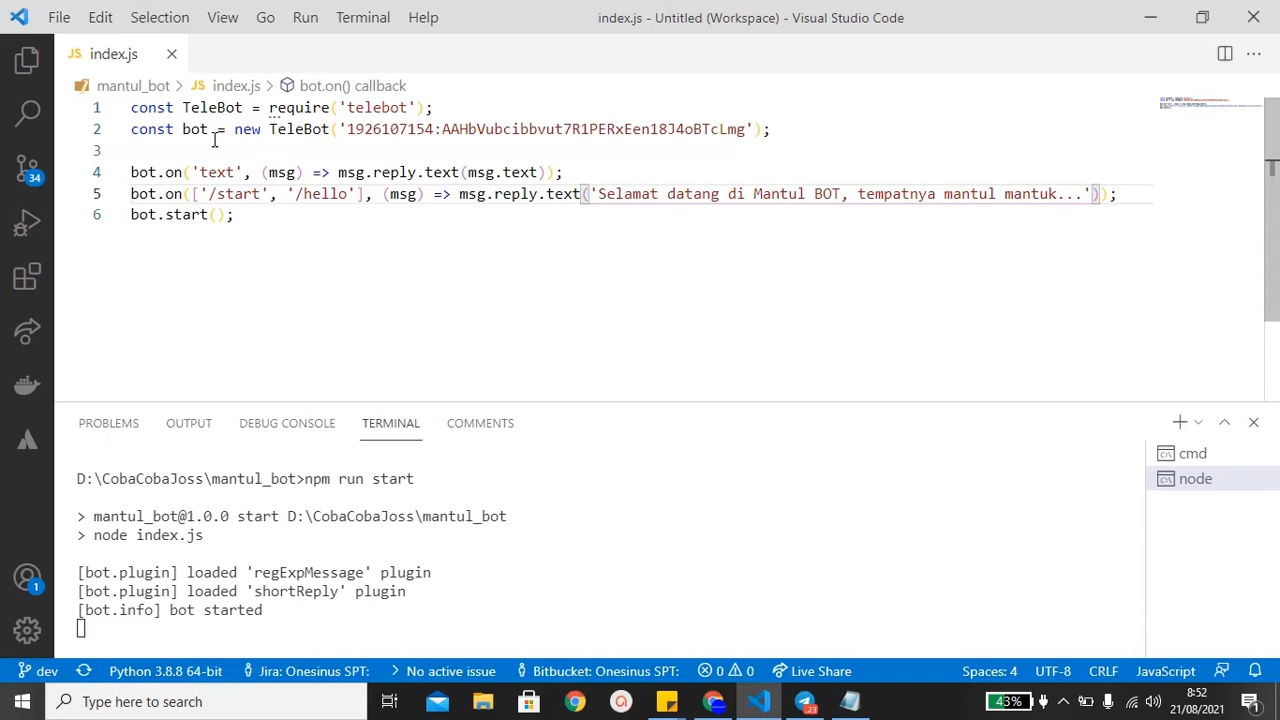 File Edit Selection View Go Run Terminal Help index.js - Untitled (Workspace) - Visual Studio Code
JS index.js
mantul_bot > JS index.js > bot.on() callback
1 const TeleBot = require('telebot');
2 const bot = new TeleBot('1926107154:AAHbVubcibbvut7R1PERxEen18J4oBTcLmg');
3
4 bot.on('text', (msg) => msg.reply.text(msg.text));
5 bot.on(['/start', '/hello'], (msg) => msg.reply.text('Selamat datang di Mantul BOT, tempatnya mantul mantuk...'));
6 bot.start();
34
PROBLEMS OUTPUT DEBUG CONSOLE TERMINAL COMMENTS
cmd
node
D:\CobaCobaJoss\mantul_bot>npm run start
> mantul_bot@1.0.0 start D:\CobaCobaJoss\mantul_bot
> node index.js
[bot.plugin] loaded 'regExpMessage' plugin
[bot.plugin] loaded 'shortReply' plugin
[bot.info] bot started
1
dev Python 3.8.8 64-bit Jira: Onesinus SPT: No active issue Bitbucket: Onesinus SPT: 0 0 Live Share Spaces: 4 UTF-8 CRLF JavaScript
Type here to search 23 43% 8:52
21/08/2021 1